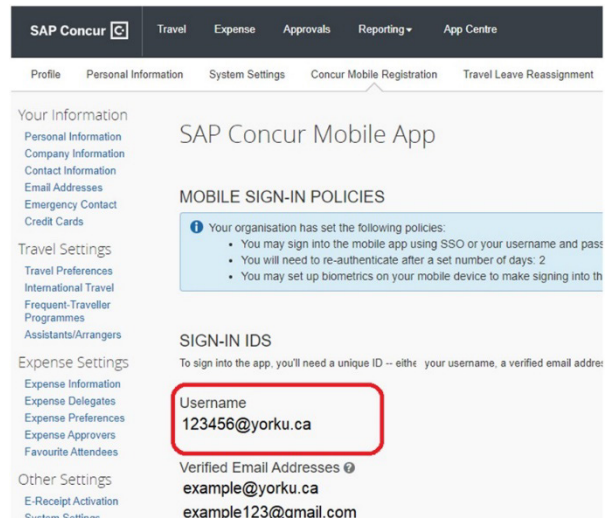 SAP Concur C Travel Expense Approvals Reporting App Centre
Profile Personal Information System Settings Concur Mobile Registration Travel Leave Reassignment
Your Information
Personal Information
Company Information
Contact Information
Email Addresses
Emergency Contact
Credit Cards
Travel Settings
Travel Preferences
International Travel
Frequent-Traveller
Programmes
Assistants/Arrangers
Expense Settings
Expense Information
Expense Delegates
Expense Preferences
Expense Approvers
Favourite Attendees
Other Settings
E-Receipt Activation
System Settings
SAP Concur Mobile App
MOBILE SIGN-IN POLICIES
Your organisation has set the following policies:
• You may sign into the mobile app using SSO or your username and pass
• You will need to re-authenticate after a set number of days: 2
• You may set up biometrics on your mobile device to make signing into th
SIGN-IN IDS
To sign into the app, you'll need a unique ID -- eithe your username, a verified email addre
Username
123456@yorku.ca
Verified Email Addresses ?
example@yorku.ca
example123@gmail.com